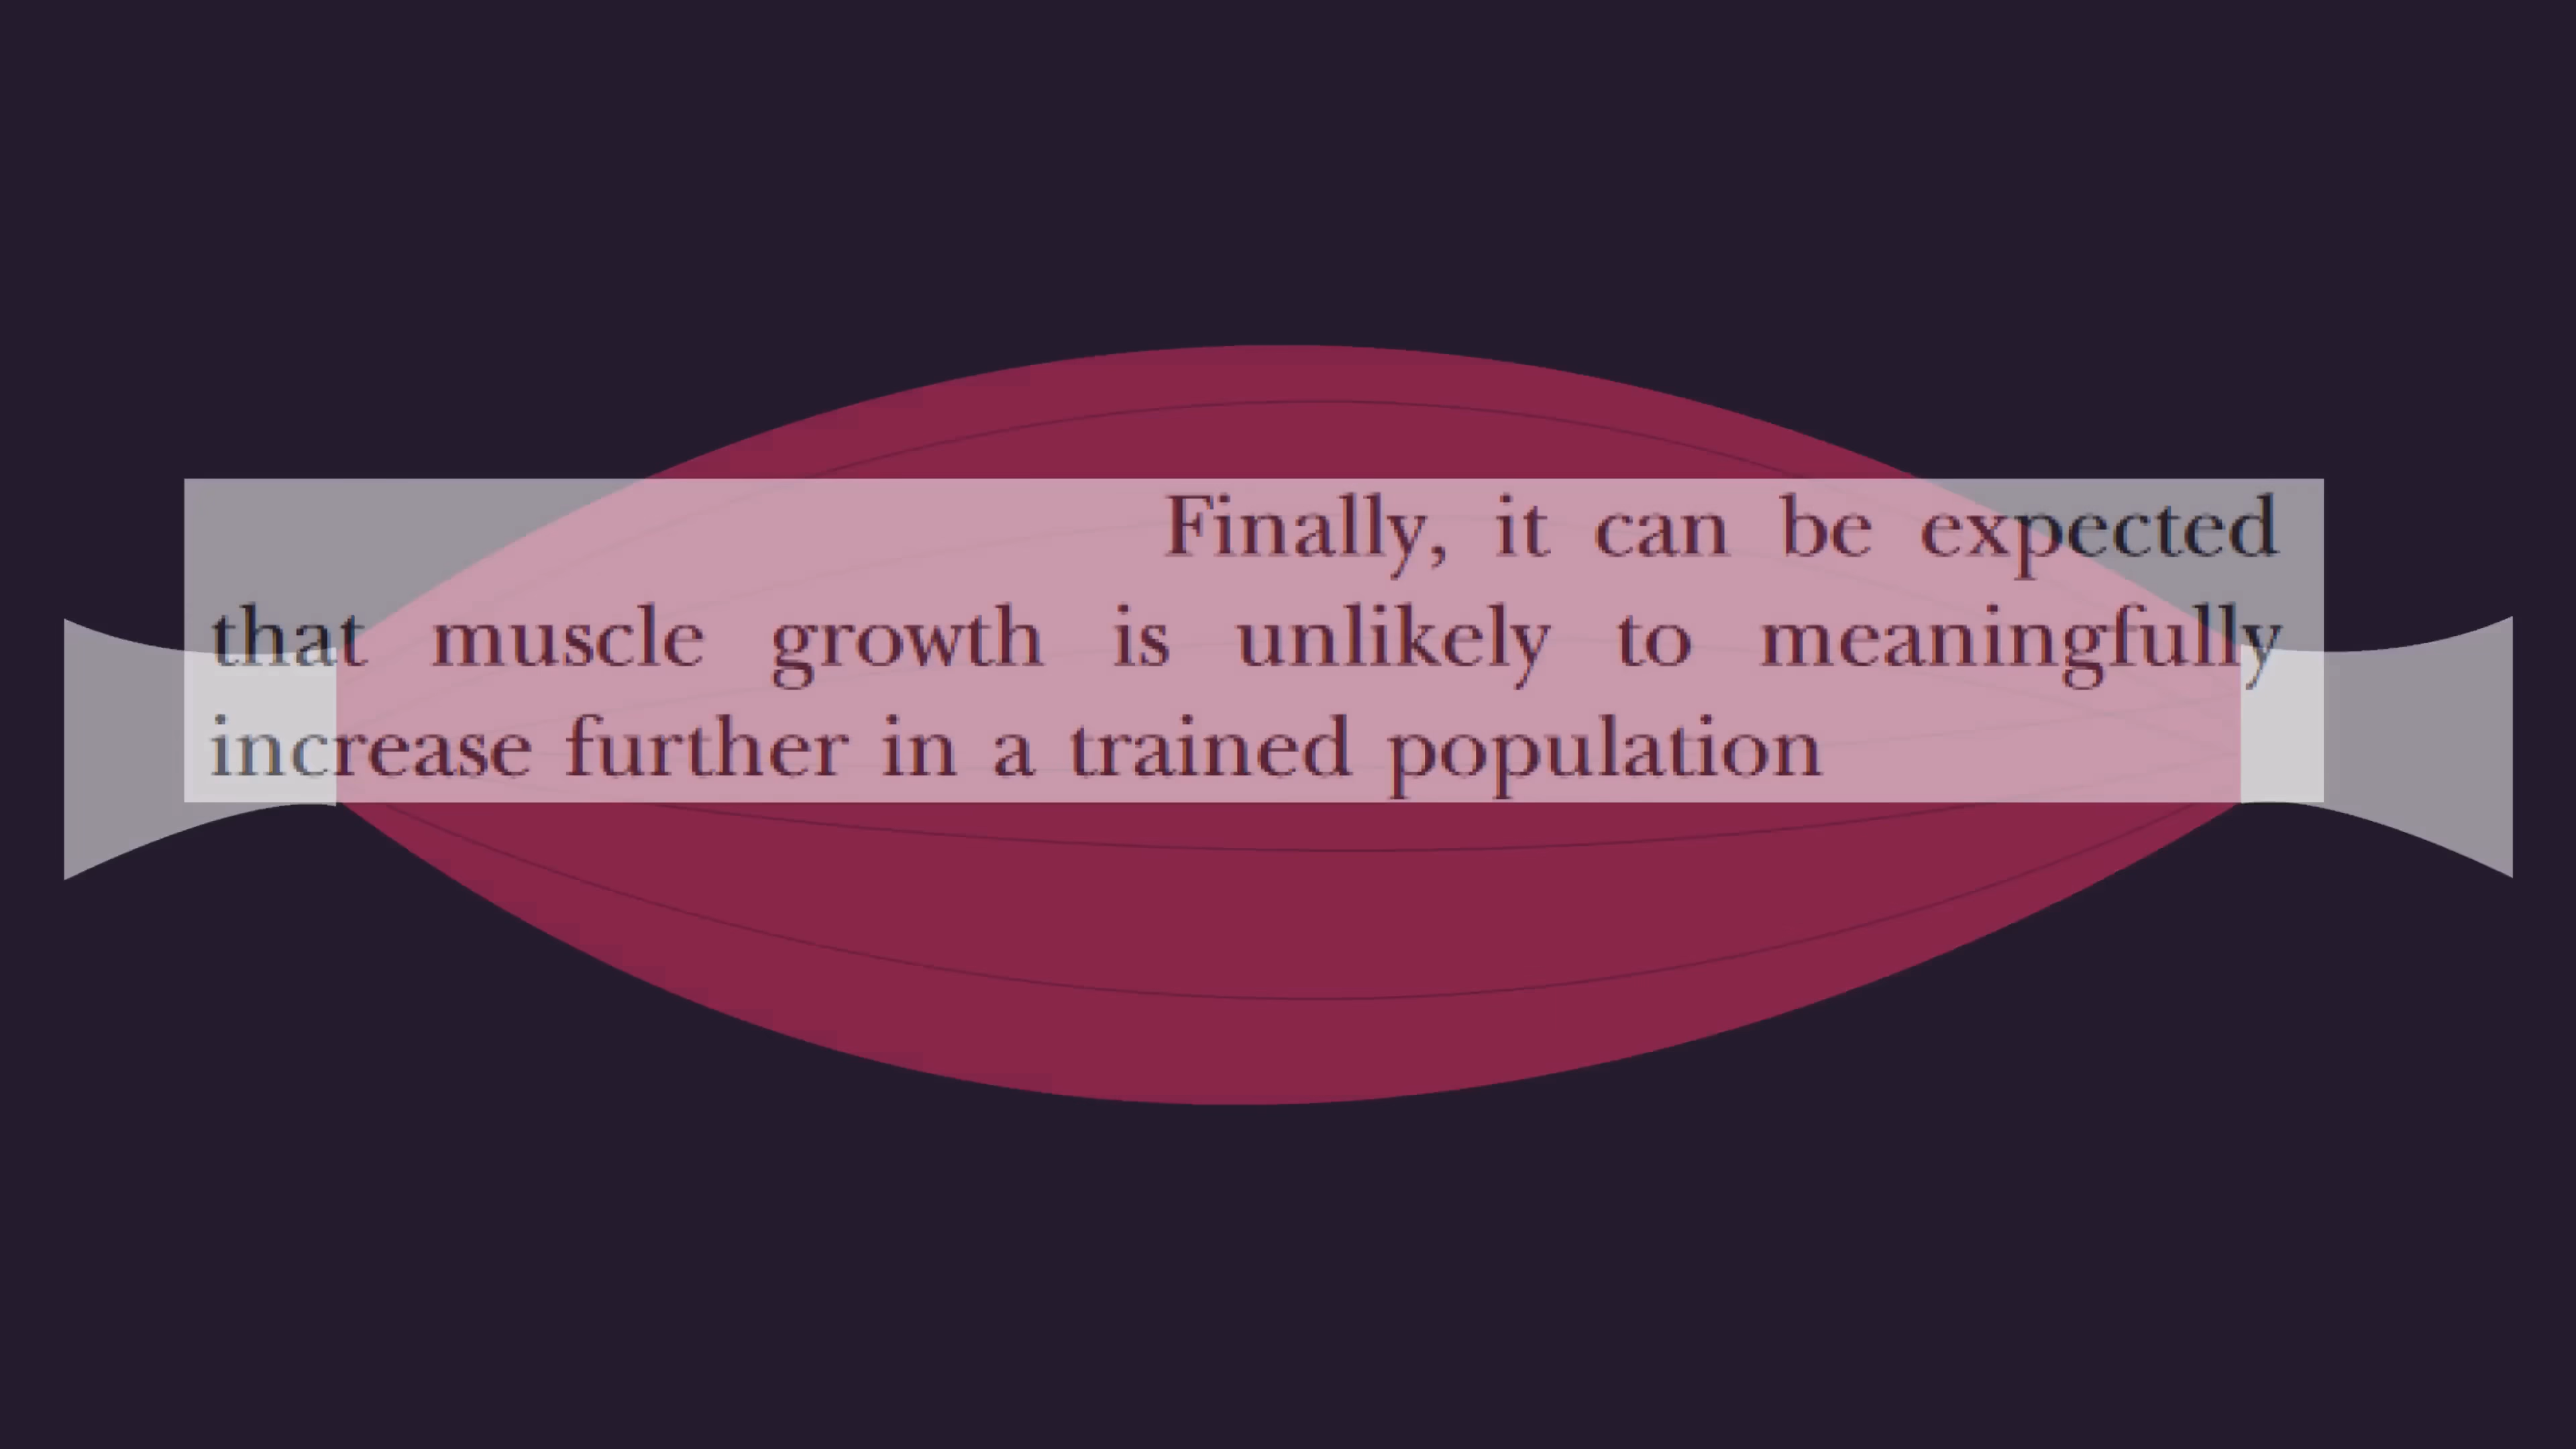 Finally, it can be expected
that muscle growth is unlikely to meaningfully
increase further in a trained population